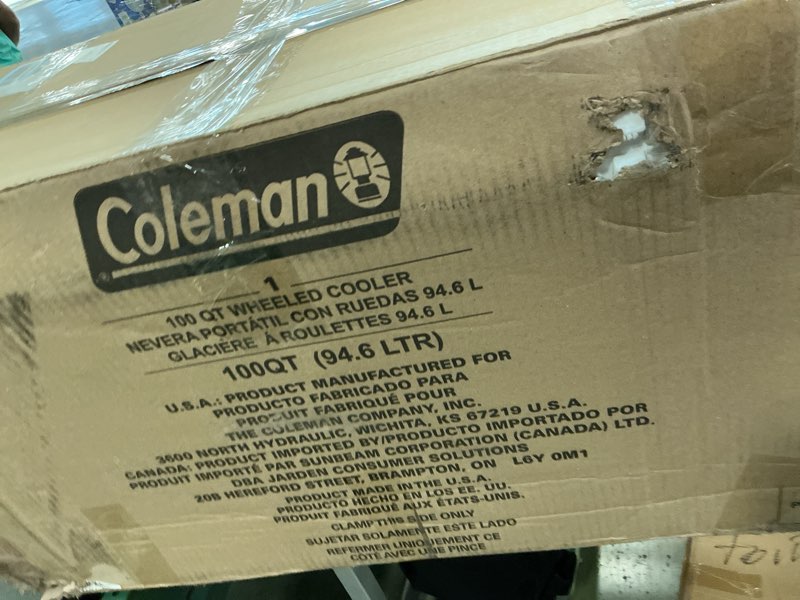 Coleman
1
100 QT WHEELED COOLER
NEVERA PORTÁTIL CON RUEDAS 94.6 L
GLACIÈRE À ROULETTES 94.6 L
100QT (94.6 LTR)
U.S.A.: PRODUCT MANUFACTURED FOR
PRODUCTO FABRICADO PARA
PRODUIT FABRIQUÉ POUR
THE COLEMAN COMPANY, INC.
3600 NORTH HYDRAULIC, WICHITA, KS 67219 U.S.A.
CANADA: PRODUCT IMPORTED BY/PRODUCTO IMPORTADO POR
PRODUIT IMPORTÉ PAR SUNBEAM CORPORATION (CANADA) LTD.
DBA JARDEN CONSUMER SOLUTIONS
20B HEREFORD STREET, BRAMPTON, ON L6Y 0M1
PRODUCT MADE IN THE U.S.A.
PRODUCTO HECHO EN LOS EE. UU.
PRODUIT FABRIQUÉ AUX ÉTATS-UNIS.
CLAMP THIS SIDE ONLY
SUJETAR SOLAMENTE ESTE LADO
REFERMER UNIQUEMENT CE
CÔTÉ AVEC UNE PINCE